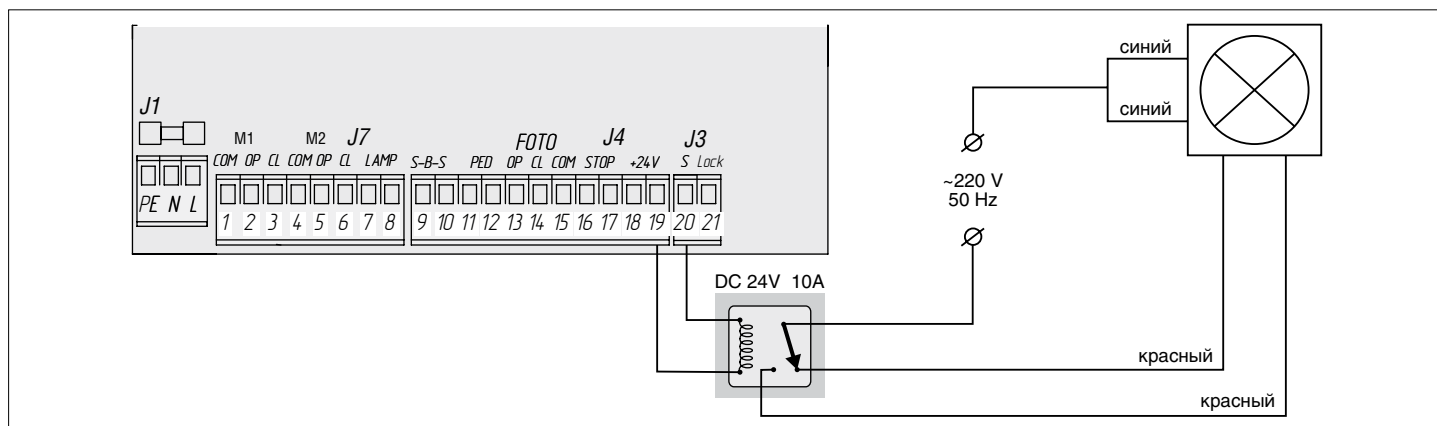 J1
M1 M2 J7 FOTO J4 J3
COM OP CL COM OP CL LAMP S-B-S PED OP CL COM STOP +24V S Lock
PE N L
1 2 3 4 5 6 7 8 9 10 11 12 13 14 15 16 17 18 19 20 21
DC 24V 10A
~220 V
50 Hz
синий
синий
красный
красный